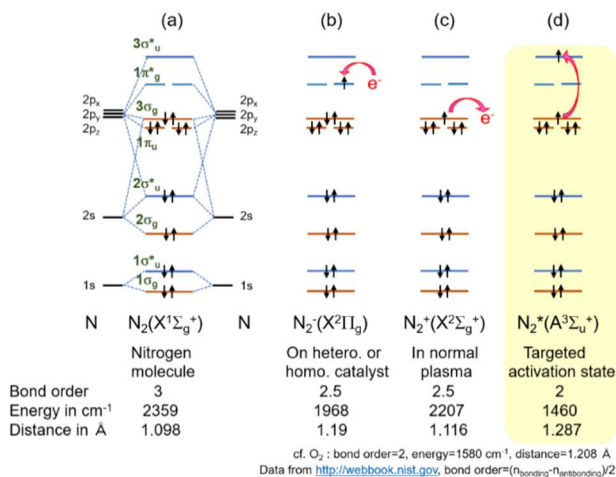 (a) (b) (c) (d)
3σ*u
1π*g
2px 3σg 2px
2py 2py
2pz 2pz
1πu
e-
e-
2σ*u
2s 2s
2σg
1σ*u
1s 1σg 1s
N N₂(X¹Σg⁺) N N₂⁻(X²Πg) N₂⁺(X²Σg⁺) N₂*(A³Σu⁺)
Nitrogen molecule On hetero. or homo. catalyst In normal plasma Targeted activation state
Bond order 3 2.5 2.5 2
Energy in cm⁻¹ 2359 1968 2207 1460
Distance in Å 1.098 1.19 1.116 1.287
cf. O₂ : bond order=2, energy=1580 cm⁻¹, distance=1.208 Å
Data from http://webbook.nist.gov, bond order=(nbonding-nantibonding)/2